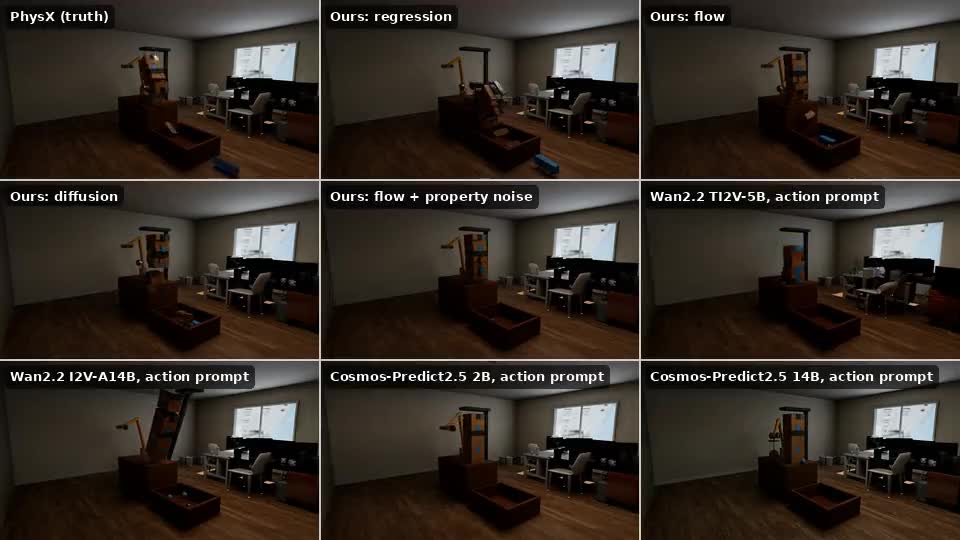 PhysX (truth)
Ours: regression
Ours: flow
Ours: diffusion
Ours: flow + property noise
Wan2.2 TI2V-5B, action prompt
Wan2.2 I2V-A14B, action prompt
Cosmos-Predict2.5 2B, action prompt
Cosmos-Predict2.5 14B, action prompt